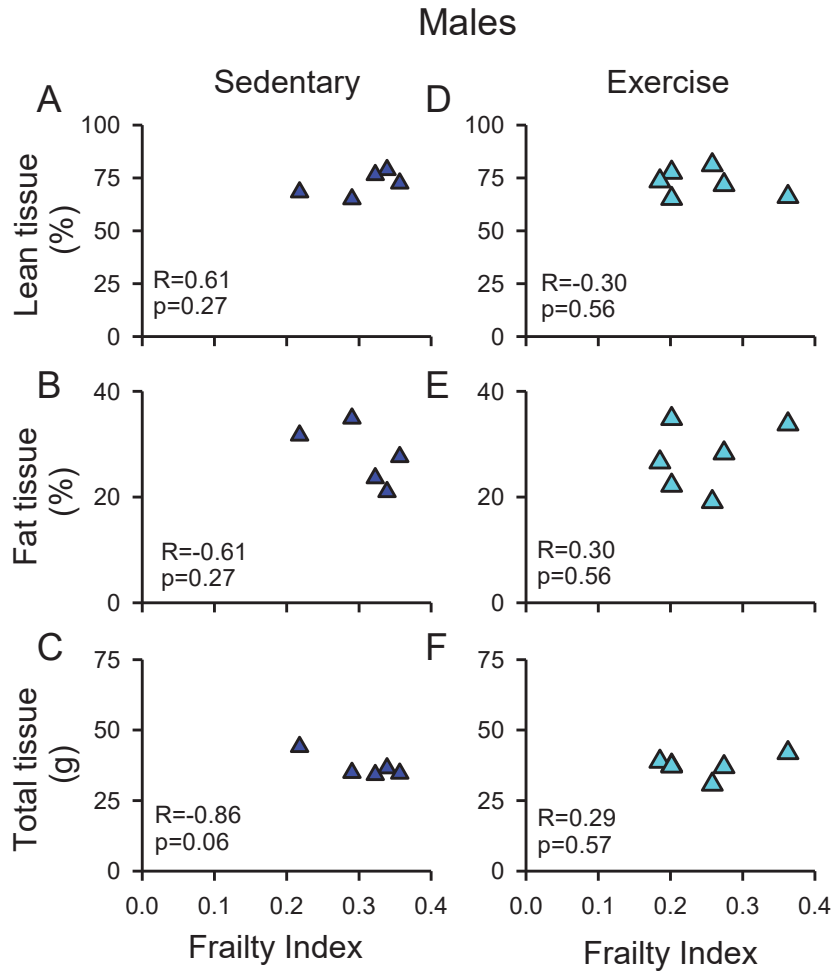 Males
Sedentary
Exercise
A
Lean tissue
(%)
100
75
50
25
0
R=0.61
p=0.27
D
100
75
50
25
0
R=-0.30
p=0.56
B
Fat tissue
(%)
40
20
0
R=-0.61
p=0.27
E
40
20
0
R=0.30
p=0.56
C
Total tissue
(g)
75
50
25
0
R=-0.86
p=0.06
0.0 0.1 0.2 0.3 0.4
Frailty Index
F
75
50
25
0
R=0.29
p=0.57
0.0 0.1 0.2 0.3 0.4
Frailty Index